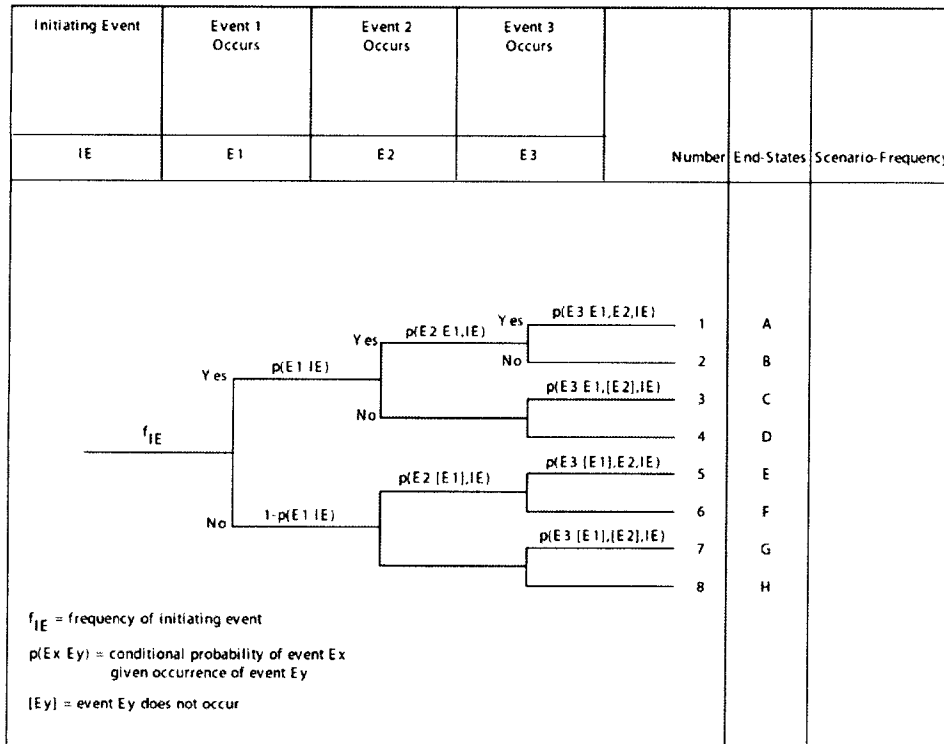 Initiating Event
Event 1
Occurs
Event 2
Occurs
Event 3
Occurs
IE
E1
E2
E3
Number
End-States
Scenario-Frequency
Yes
p(E3 E1,E2,IE)
1
A
Yes
p(E2 E1,IE)
No
2
B
Yes
p(E1 IE)
p(E3 E1,[E2],IE)
3
C
No
4
D
fIE
p(E3 [E1],E2,IE)
5
E
p(E2 [E1],IE)
6
F
No
1-p(E1 IE)
p(E3 [E1],[E2],IE)
7
G
8
H
fIE = frequency of initiating event
p(Ex Ey) = conditional probability of event Ex
given occurrence of event Ey
[Ey] = event Ey does not occur